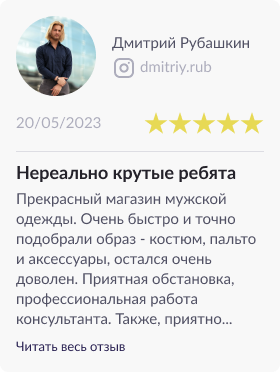 Дмитрий Рубашкин
dmitriy.rub
20/05/2023
Нереально крутые ребята
Прекрасный магазин мужской
одежды. Очень быстро и точно
подобрали образ - костюм, пальто
и аксессуары, остался очень
доволен. Приятная обстановка,
профессиональная работа
консультанта. Также, приятно...
Читать весь отзыв